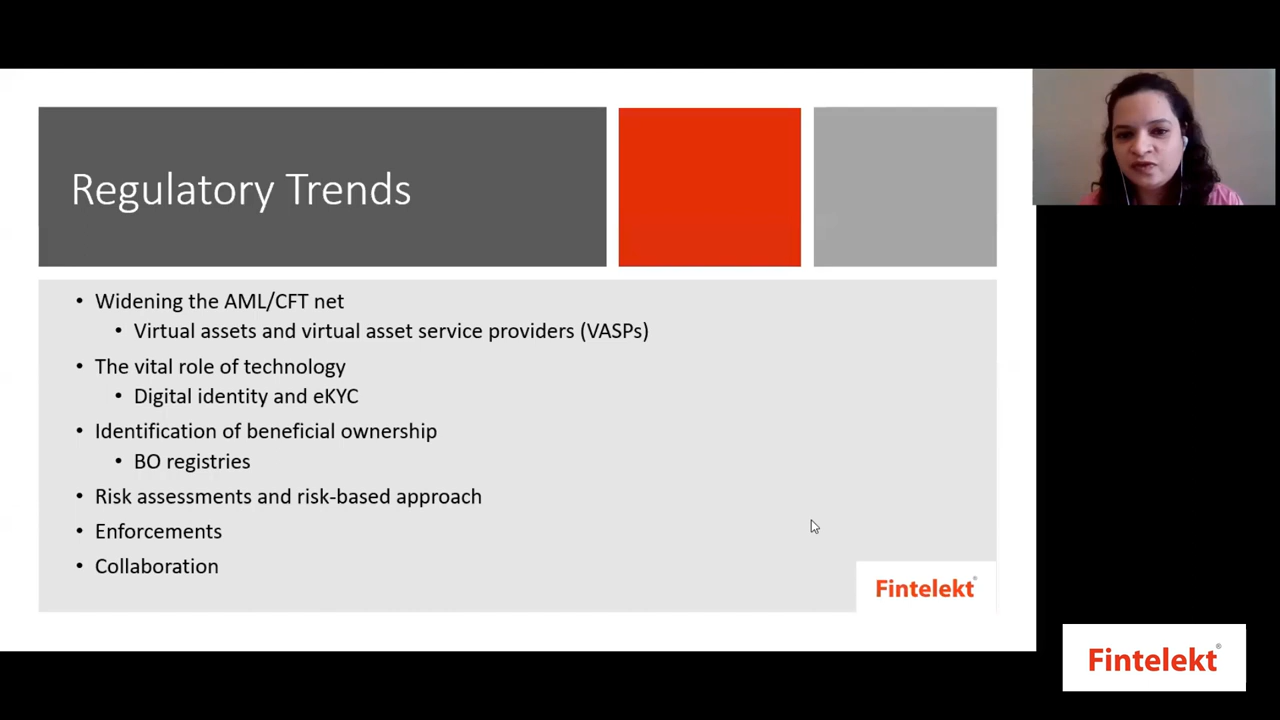 Regulatory Trends
• Widening the AML/CFT net
• Virtual assets and virtual asset service providers (VASPs)
• The vital role of technology
• Digital identity and eKYC
• Identification of beneficial ownership
• BO registries
• Risk assessments and risk-based approach
• Enforcements
• Collaboration
Fintelekt®
Fintelekt®